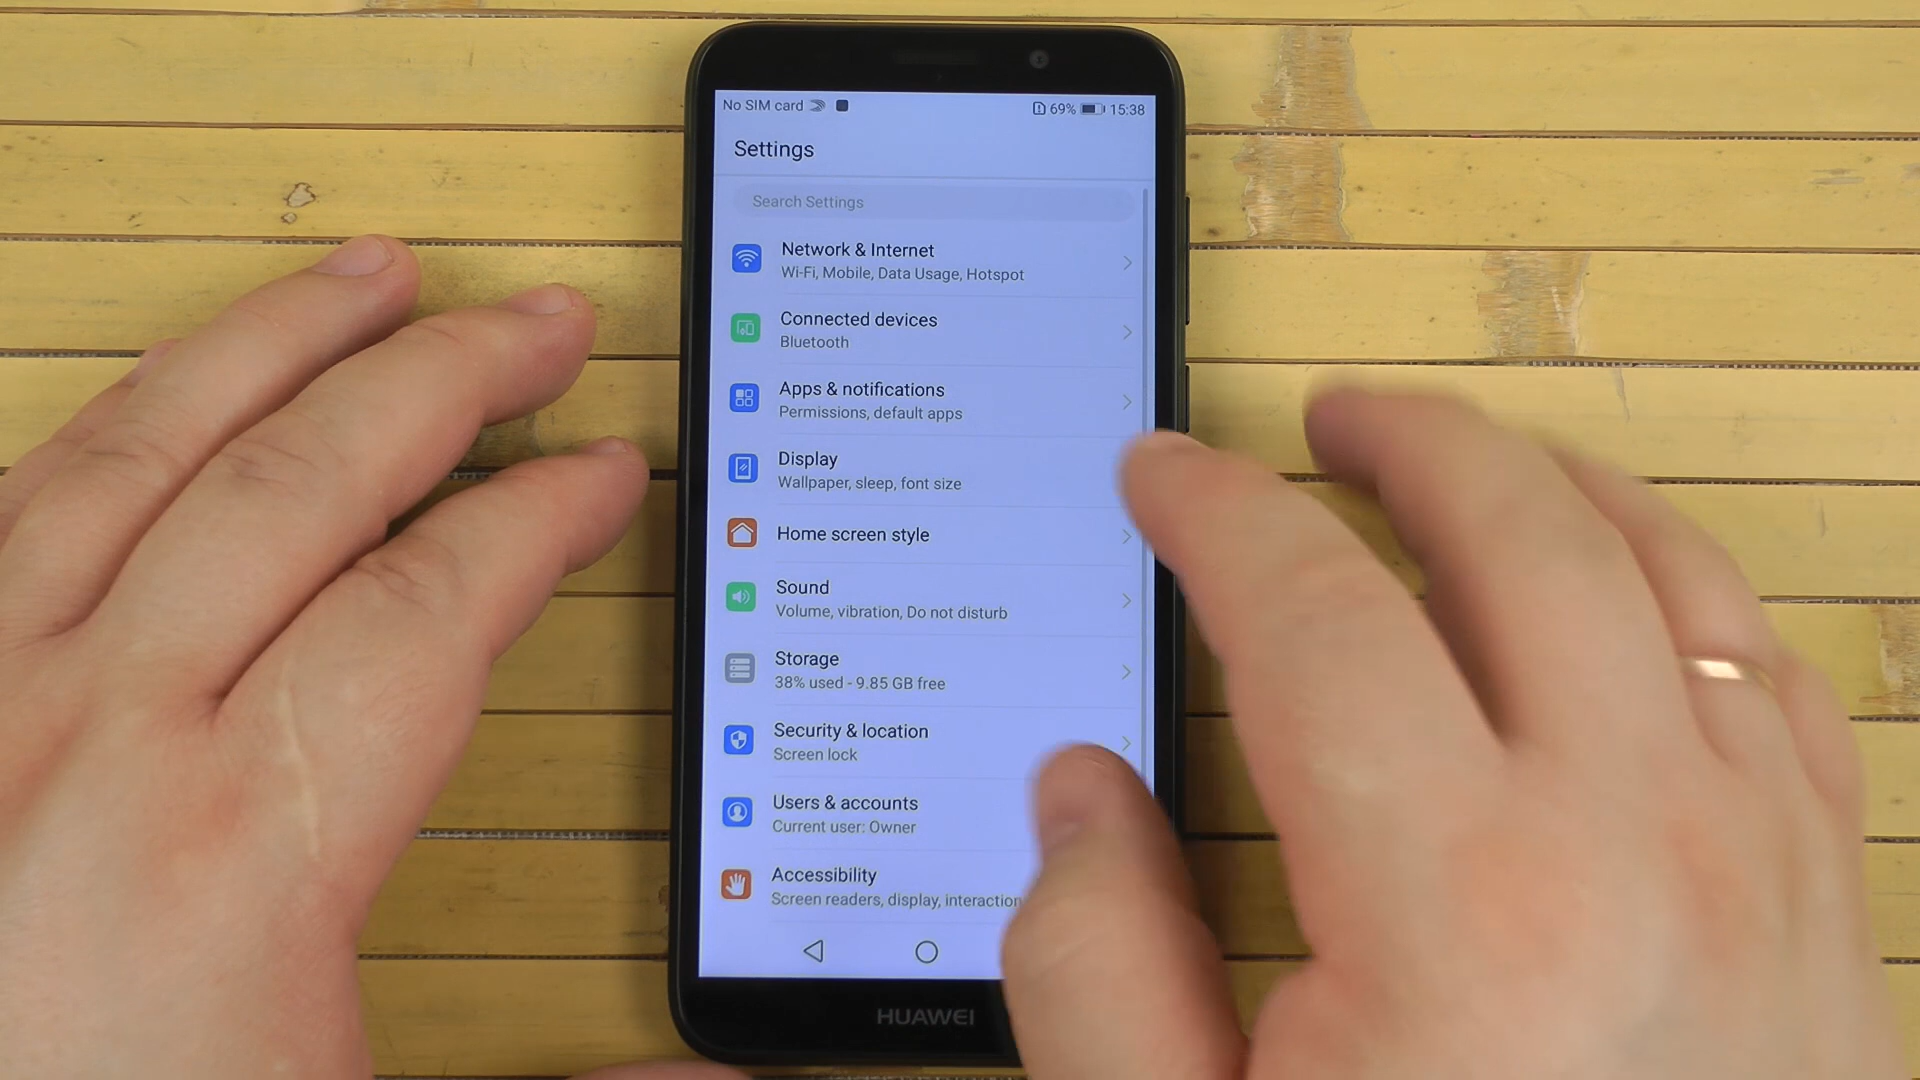 No SIM card
69% 15:38
Settings
Search Settings
Network & Internet
Wi-Fi, Mobile, Data Usage, Hotspot
Connected devices
Bluetooth
Apps & notifications
Permissions, default apps
Display
Wallpaper, sleep, font size
Home screen style
Sound
Volume, vibration, Do not disturb
Storage
38% used - 9.85 GB free
Security & location
Screen lock
Users & accounts
Current user: Owner
Accessibility
Screen readers, display, interaction
HUAWEI